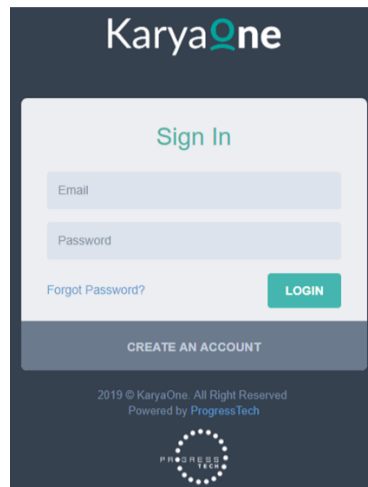 KaryaOne
Sign In
Email
Password
Forgot Password?
LOGIN
CREATE AN ACCOUNT
2019 © KaryaOne. All Right Reserved
Powered by ProgressTech
PROGRESS
TECH